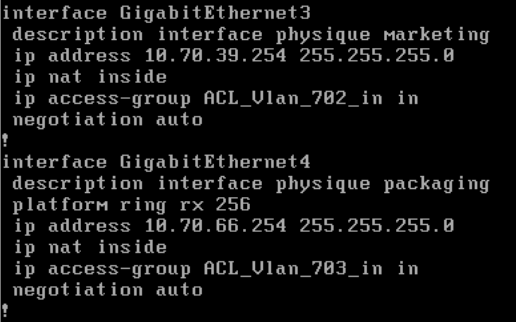 interface GigabitEthernet3
description interface physique marketing
ip address 10.70.39.254 255.255.255.0
ip nat inside
ip access-group ACL_Vlan_702_in in
negotiation auto
!
interface GigabitEthernet4
description interface physique packaging
platform ring rx 256
ip address 10.70.66.254 255.255.255.0
ip nat inside
ip access-group ACL_Vlan_703_in in
negotiation auto
!